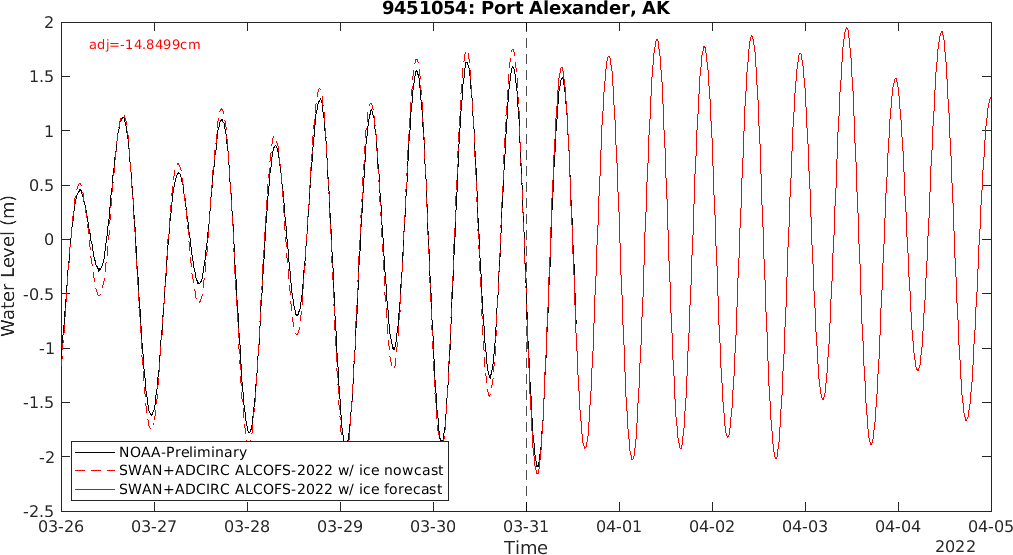 9451054: Port Alexander, AK
adj=-14.8499cm
Water Level (m)
2
1.5
1
0.5
0
-0.5
-1
-1.5
-2
-2.5
NOAA-Preliminary
SWAN+ADCIRC ALCOFS-2022 w/ ice nowcast
SWAN+ADCIRC ALCOFS-2022 w/ ice forecast
03-26 03-27 03-28 03-29 03-30 03-31 04-01 04-02 04-03 04-04 04-05
Time
2022